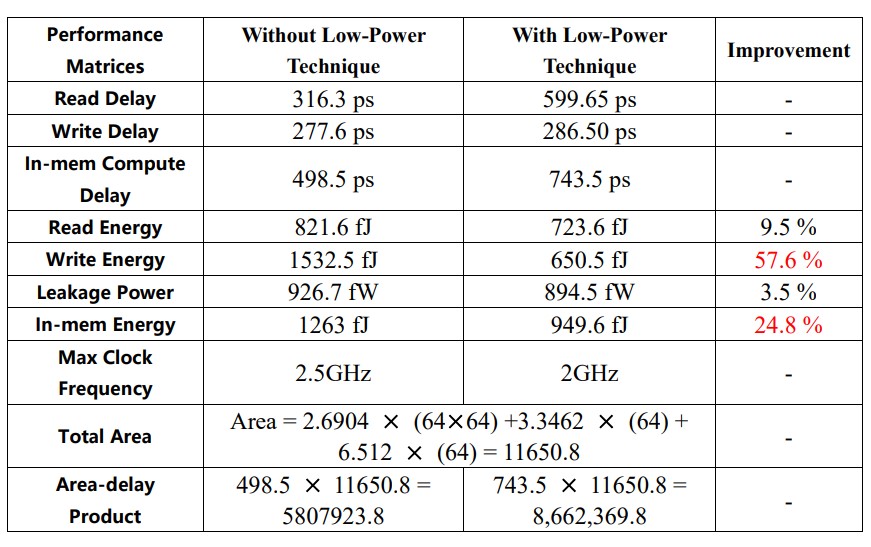 Performance Matrices
Without Low-Power Technique
With Low-Power Technique
Improvement
Read Delay
316.3 ps
599.65 ps
-
Write Delay
277.6 ps
286.50 ps
-
In-mem Compute Delay
498.5 ps
743.5 ps
-
Read Energy
821.6 fJ
723.6 fJ
9.5 %
Write Energy
1532.5 fJ
650.5 fJ
57.6 %
Leakage Power
926.7 fW
894.5 fW
3.5 %
In-mem Energy
1263 fJ
949.6 fJ
24.8 %
Max Clock Frequency
2.5GHz
2GHz
-
Total Area
Area = 2.6904 × (64×64) +3.3462 × (64) +
6.512 × (64) = 11650.8
-
Area-delay Product
498.5 × 11650.8 =
5807923.8
743.5 × 11650.8 =
8,662,369.8
-